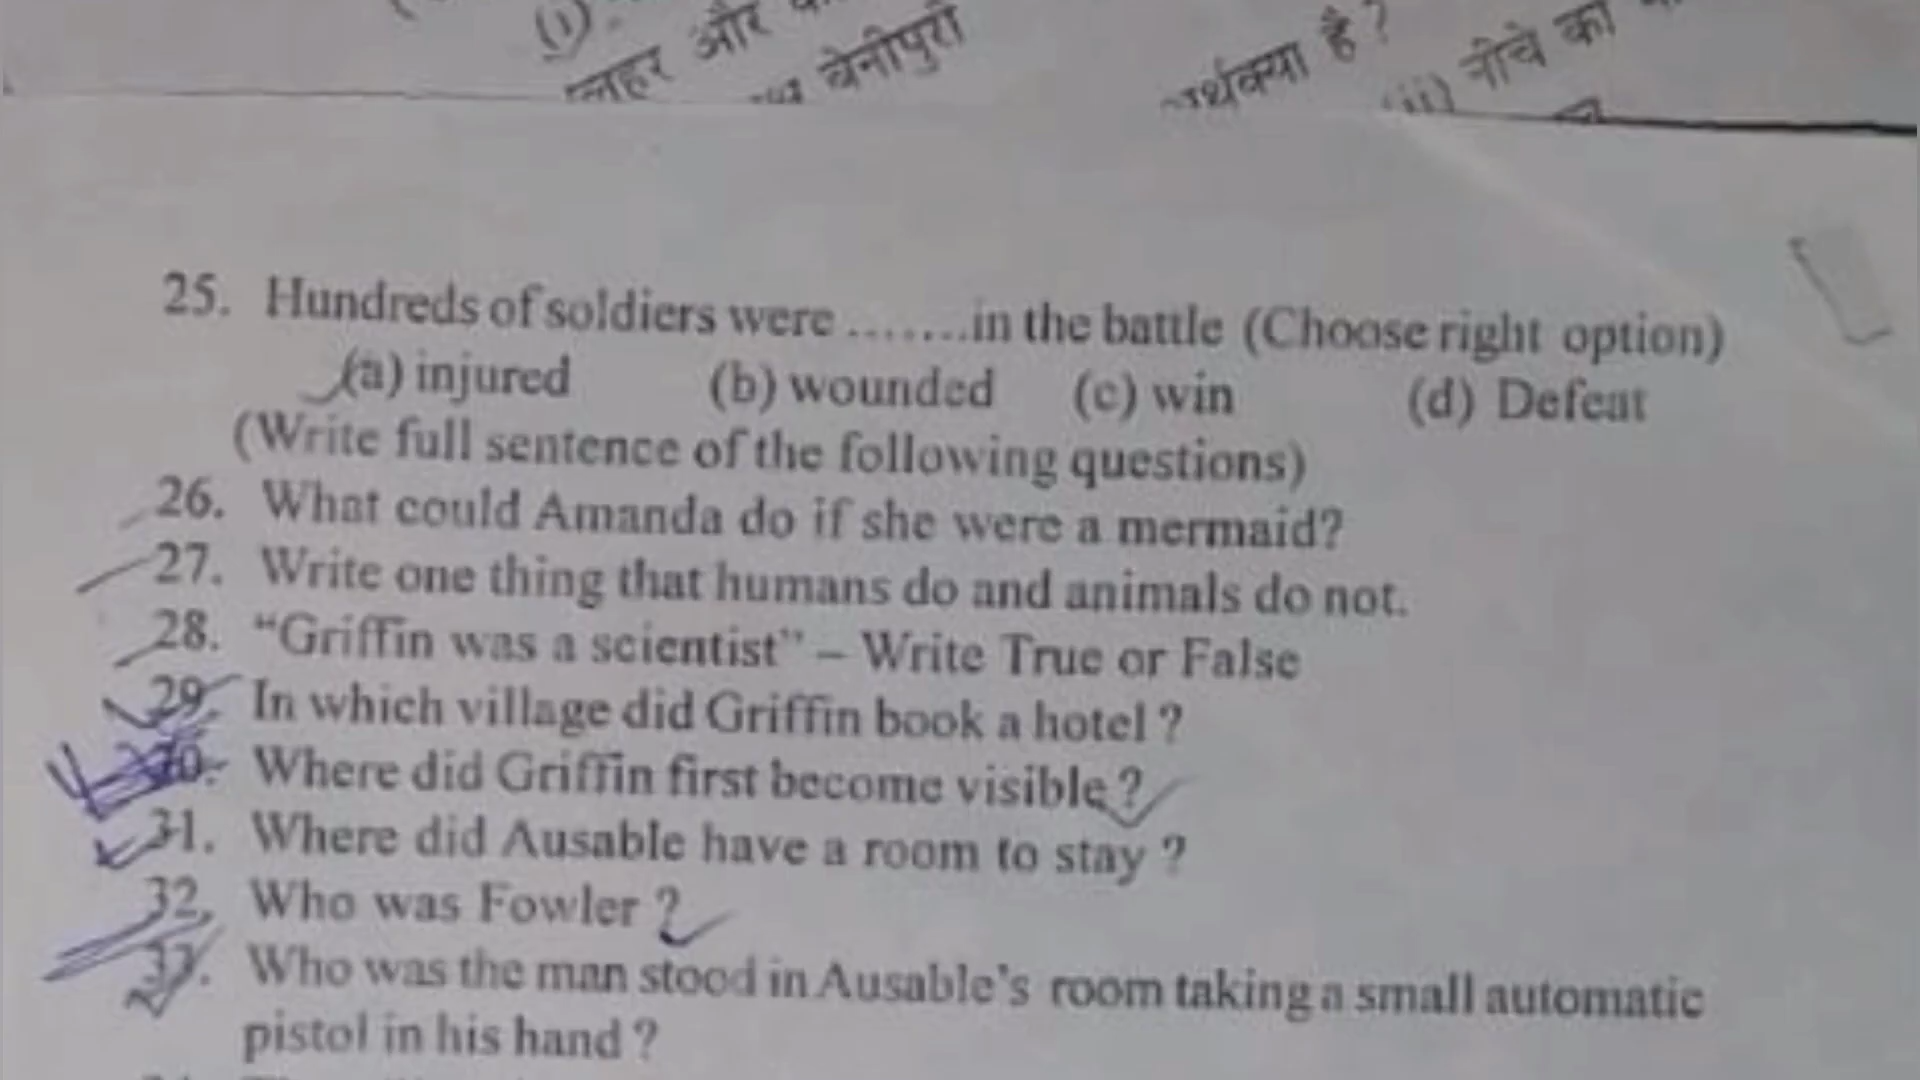 (i)
और
बेनीपुरी
है ?
ii) नीचे का
25. Hundreds of soldiers were .......in the battle (Choose right option)
(a) injured (b) wounded (c) win (d) Defeat
(Write full sentence of the following questions)
26. What could Amanda do if she were a mermaid?
27. Write one thing that humans do and animals do not.
28. “Griffin was a scientist” – Write True or False
29. In which village did Griffin book a hotel ?
30. Where did Griffin first become visible ?
31. Where did Ausable have a room to stay ?
32. Who was Fowler ?
33. Who was the man stood in Ausable's room taking a small automatic
pistol in his hand ?